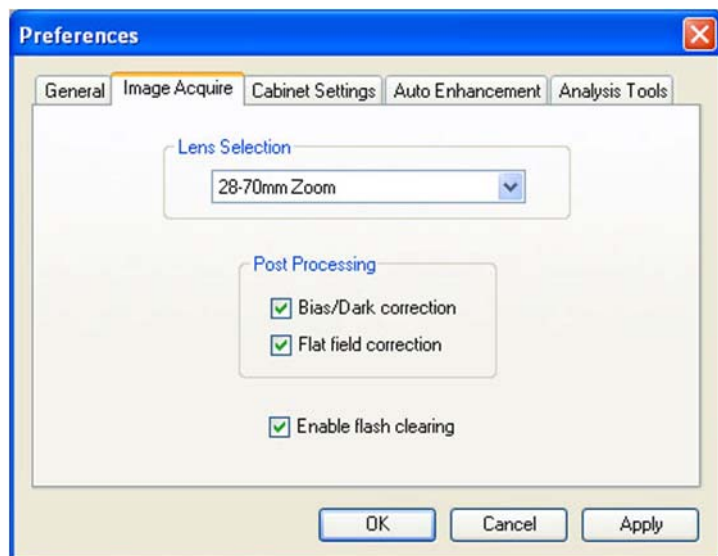 Preferences
General Image Acquire Cabinet Settings Auto Enhancement Analysis Tools
Lens Selection
28-70mm Zoom
Post Processing
Bias/Dark correction
Flat field correction
Enable flash clearing
OK Cancel Apply